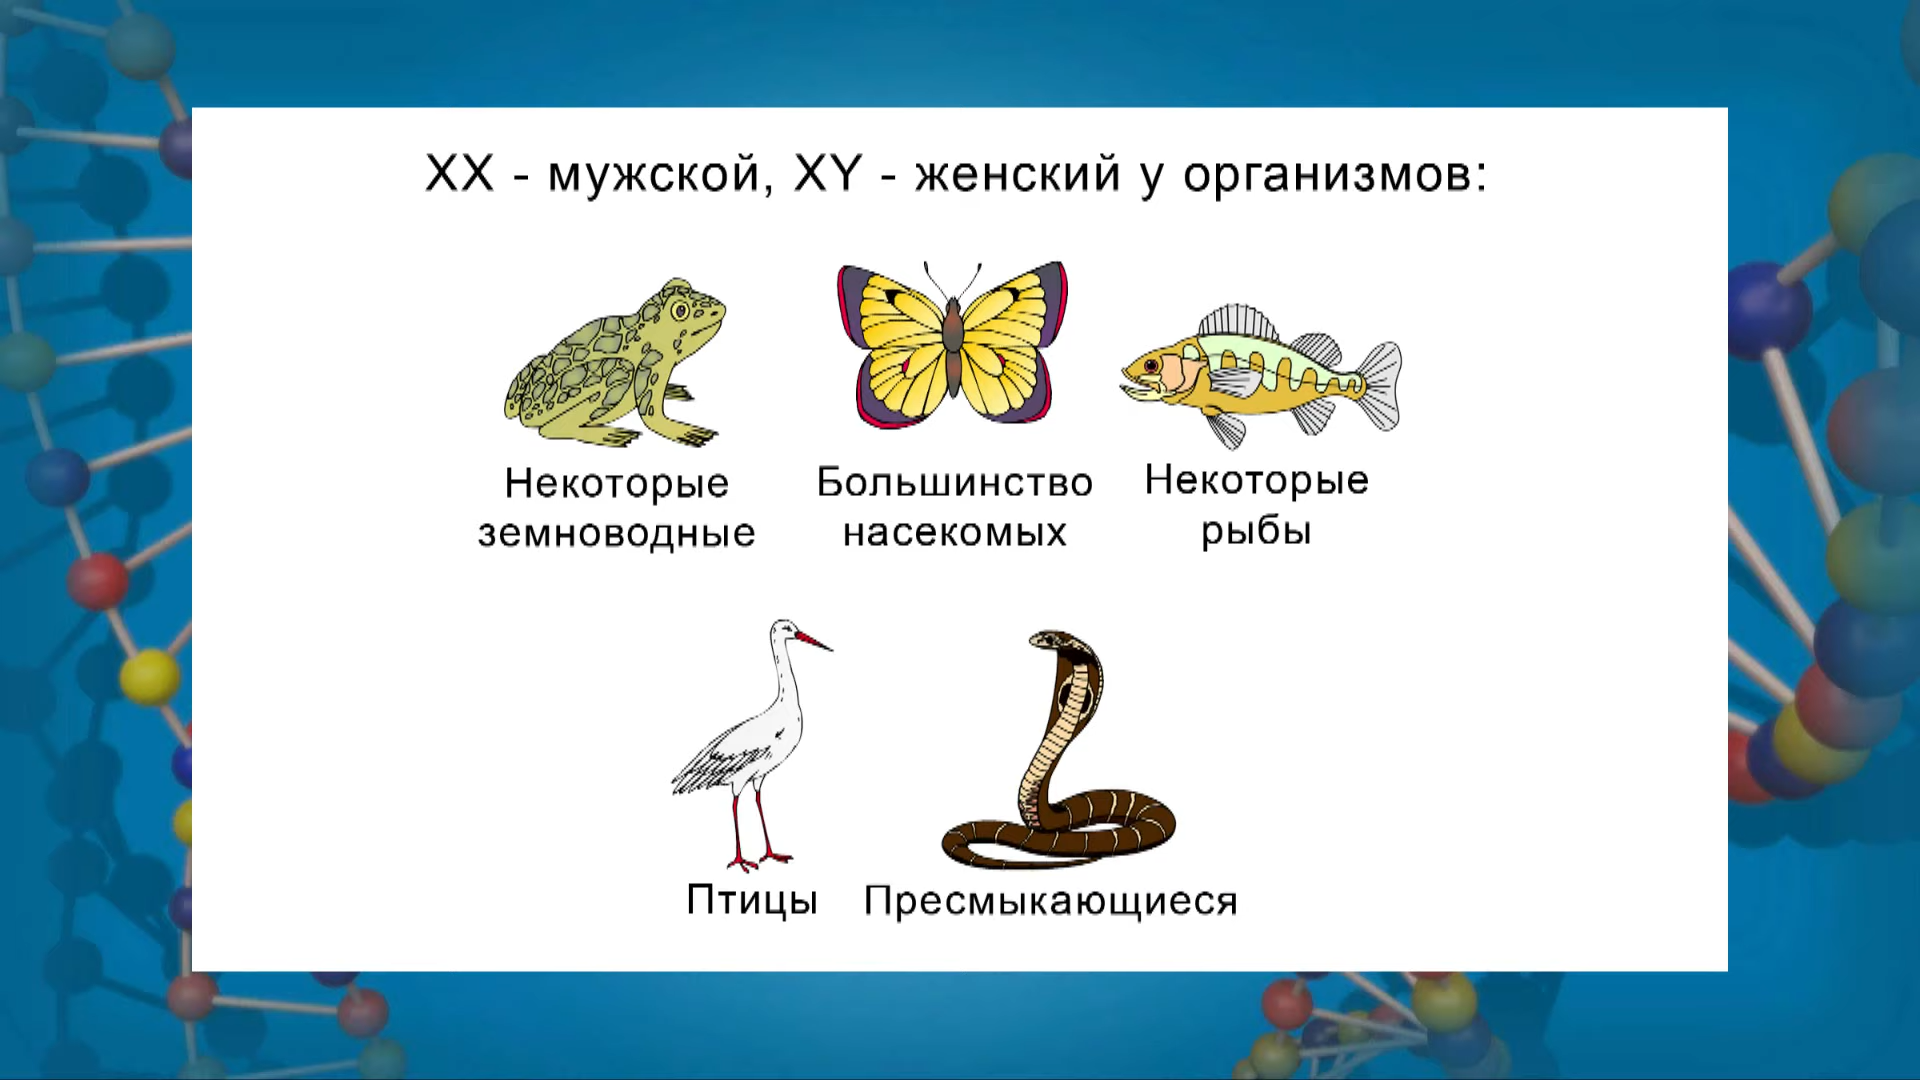 XX - мужской, XY - женский у организмов:
Некоторые
земноводные
Большинство
насекомых
Некоторые
рыбы
Птицы
Пресмыкающиеся